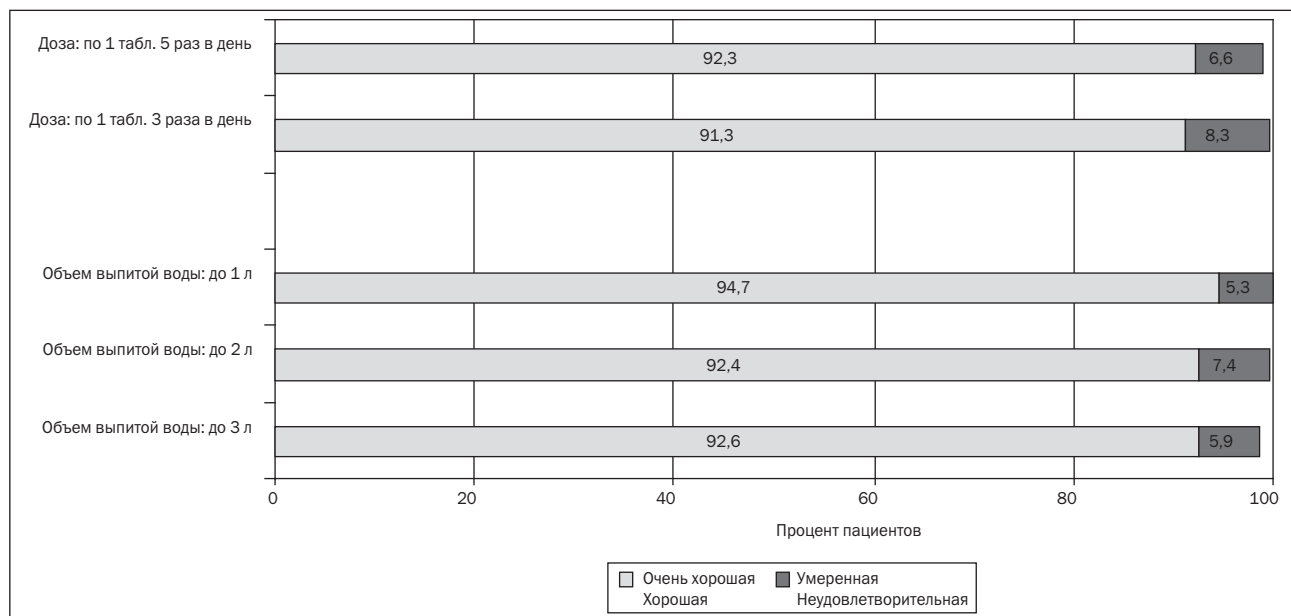 Доза: по 1 табл. 5 раз в день
92,3
6,6
Доза: по 1 табл. 3 раза в день
91,3
8,3
Объем выпитой воды: до 1 л
94,7
5,3
Объем выпитой воды: до 2 л
92,4
7,4
Объем выпитой воды: до 3 л
92,6
5,9
0
20
40
60
80
100
Процент пациентов
Очень хорошая
Хорошая
Умеренная
Неудовлетворительная